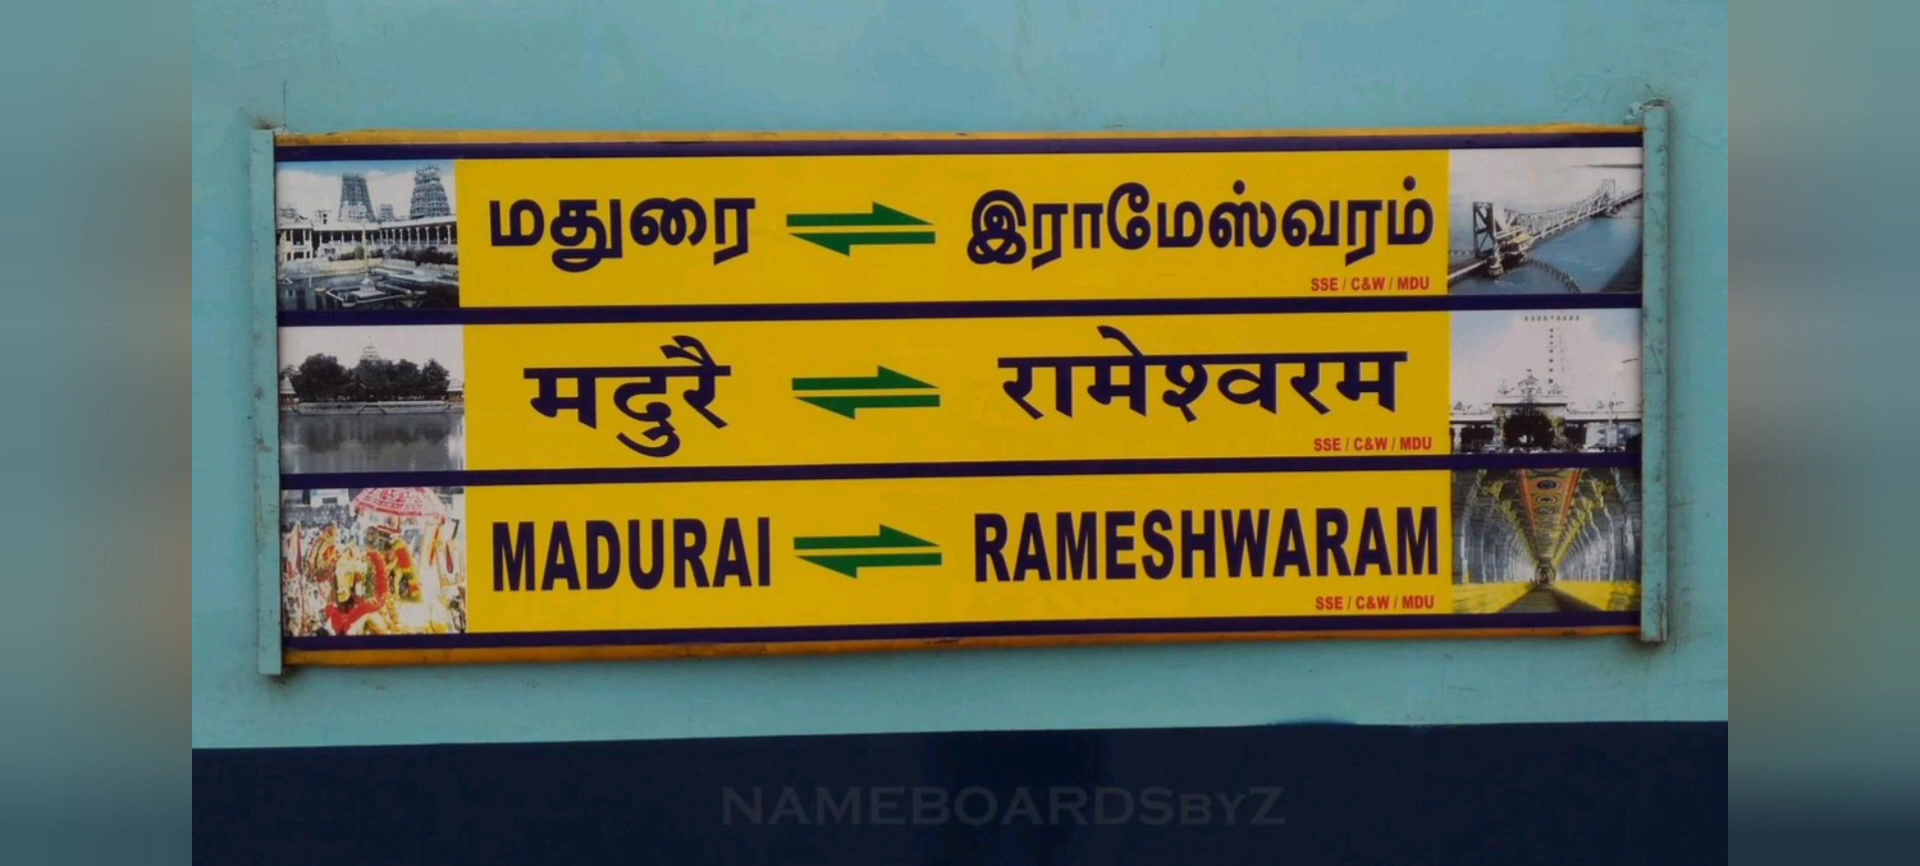 மதுரை ⇌ இராமேஸ்வரம்
SSE / C&W / MDU
मदुरै ⇌ रामेश्वरम
SSE / C&W / MDU
MADURAI ⇌ RAMESHWARAM
SSE / C&W / MDU
NAMEBOARDSBYZ